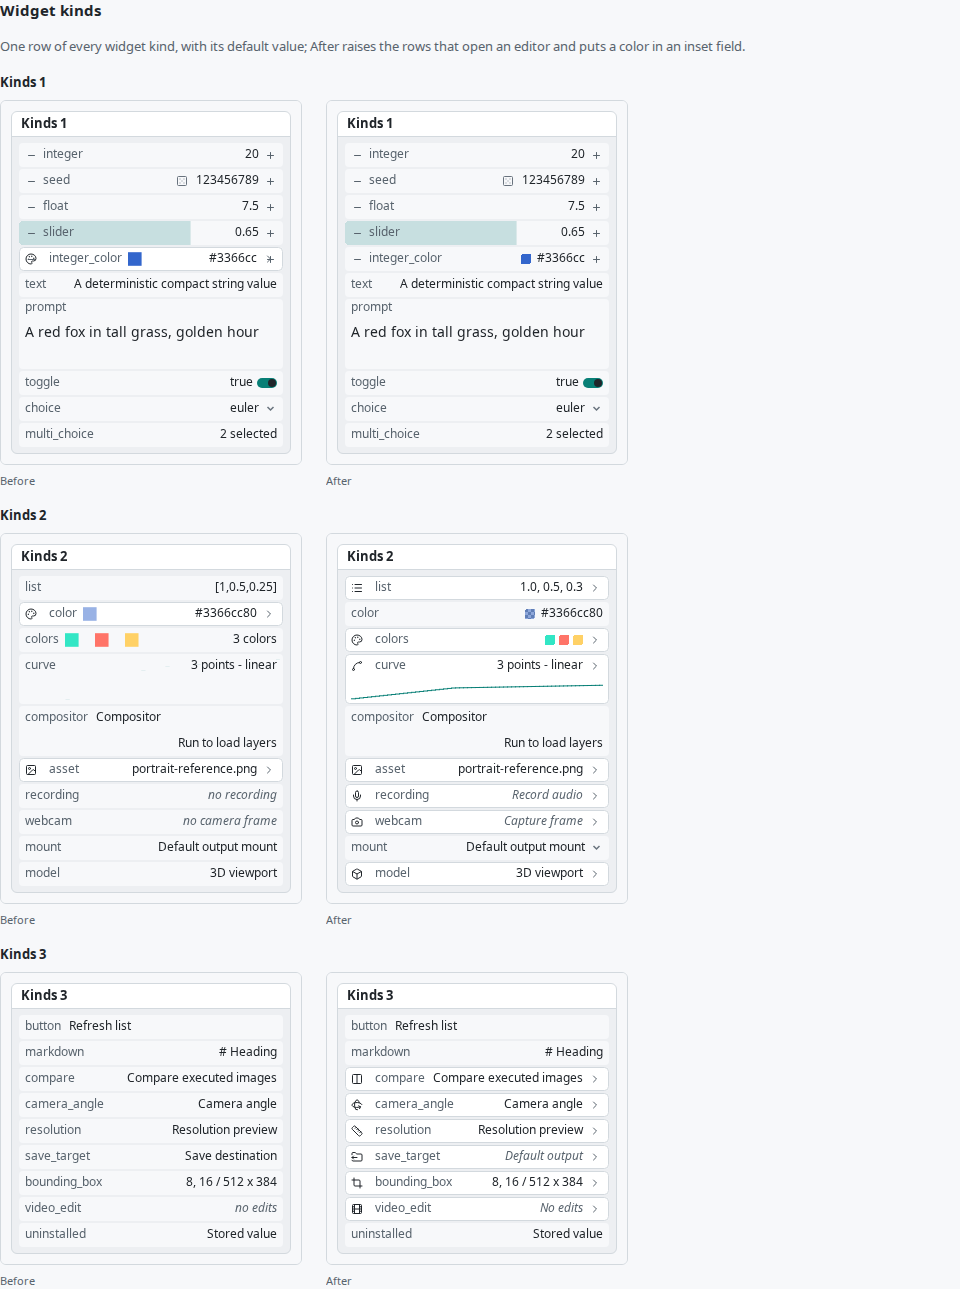 Widget kinds
One row of every widget kind, with its default value; After raises the rows that open an editor and puts a color in an inset field.
Kinds 1
Kinds 1
− integer 20 +
− seed 123456789 +
− float 7.5 +
− slider 0.65 +
integer_color #3366cc +
text A deterministic compact string value
prompt
A red fox in tall grass, golden hour
toggle true
choice euler
multi_choice 2 selected
Before
Kinds 1
− integer 20 +
− seed 123456789 +
− float 7.5 +
− slider 0.65 +
− integer_color #3366cc +
text A deterministic compact string value
prompt
A red fox in tall grass, golden hour
toggle true
choice euler
multi_choice 2 selected
After
Kinds 2
Kinds 2
list [1,0.5,0.25]
color #3366cc80
colors 3 colors
curve 3 points - linear
compositor Compositor
Run to load layers
asset portrait-reference.png
recording no recording
webcam no camera frame
mount Default output mount
model 3D viewport
Before
Kinds 2
list 1.0, 0.5, 0.3
color #3366cc80
colors
curve 3 points - linear
compositor Compositor
Run to load layers
asset portrait-reference.png
recording Record audio
webcam Capture frame
mount Default output mount
model 3D viewport
After
Kinds 3
Kinds 3
button Refresh list
markdown # Heading
compare Compare executed images
camera_angle Camera angle
resolution Resolution preview
save_target Save destination
bounding_box 8, 16 / 512 x 384
video_edit no edits
uninstalled Stored value
Before
Kinds 3
button Refresh list
markdown # Heading
compare Compare executed images
camera_angle Camera angle
resolution Resolution preview
save_target Default output
bounding_box 8, 16 / 512 x 384
video_edit No edits
uninstalled Stored value
After